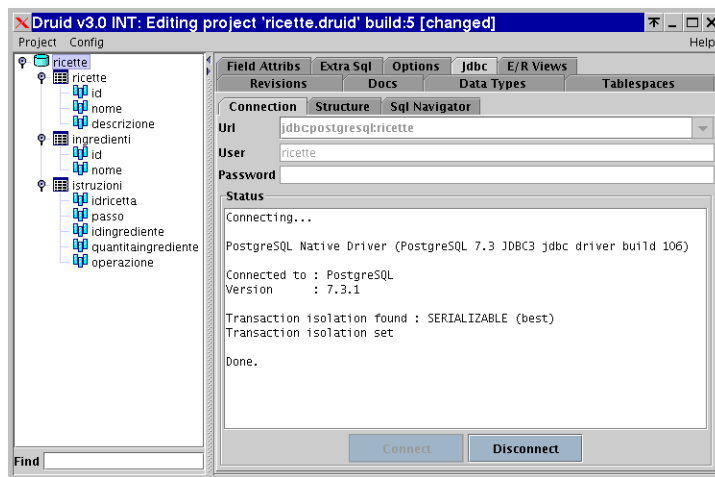 Druid v3.0 INT: Editing project 'ricette.druid' build:5 [changed]
Project Config Help
ricette
ricette
id
nome
descrizione
ingredienti
id
nome
istruzioni
idricetta
passo
idingrediente
quantitaingrediente
operazione
Find
Field Attribs Extra Sql Options Jdbc E/R Views
Revisions Docs Data Types Tablespaces
Connection Structure Sql Navigator
Url jdbc:postgresql:ricette
User ricette
Password
Status
Connecting...
PostgreSQL Native Driver (PostgreSQL 7.3 JDBC3 jdbc driver build 106)
Connected to : PostgreSQL
Version : 7.3.1
Transaction isolation found : SERIALIZABLE (best)
Transaction isolation set
Done.
Connect Disconnect